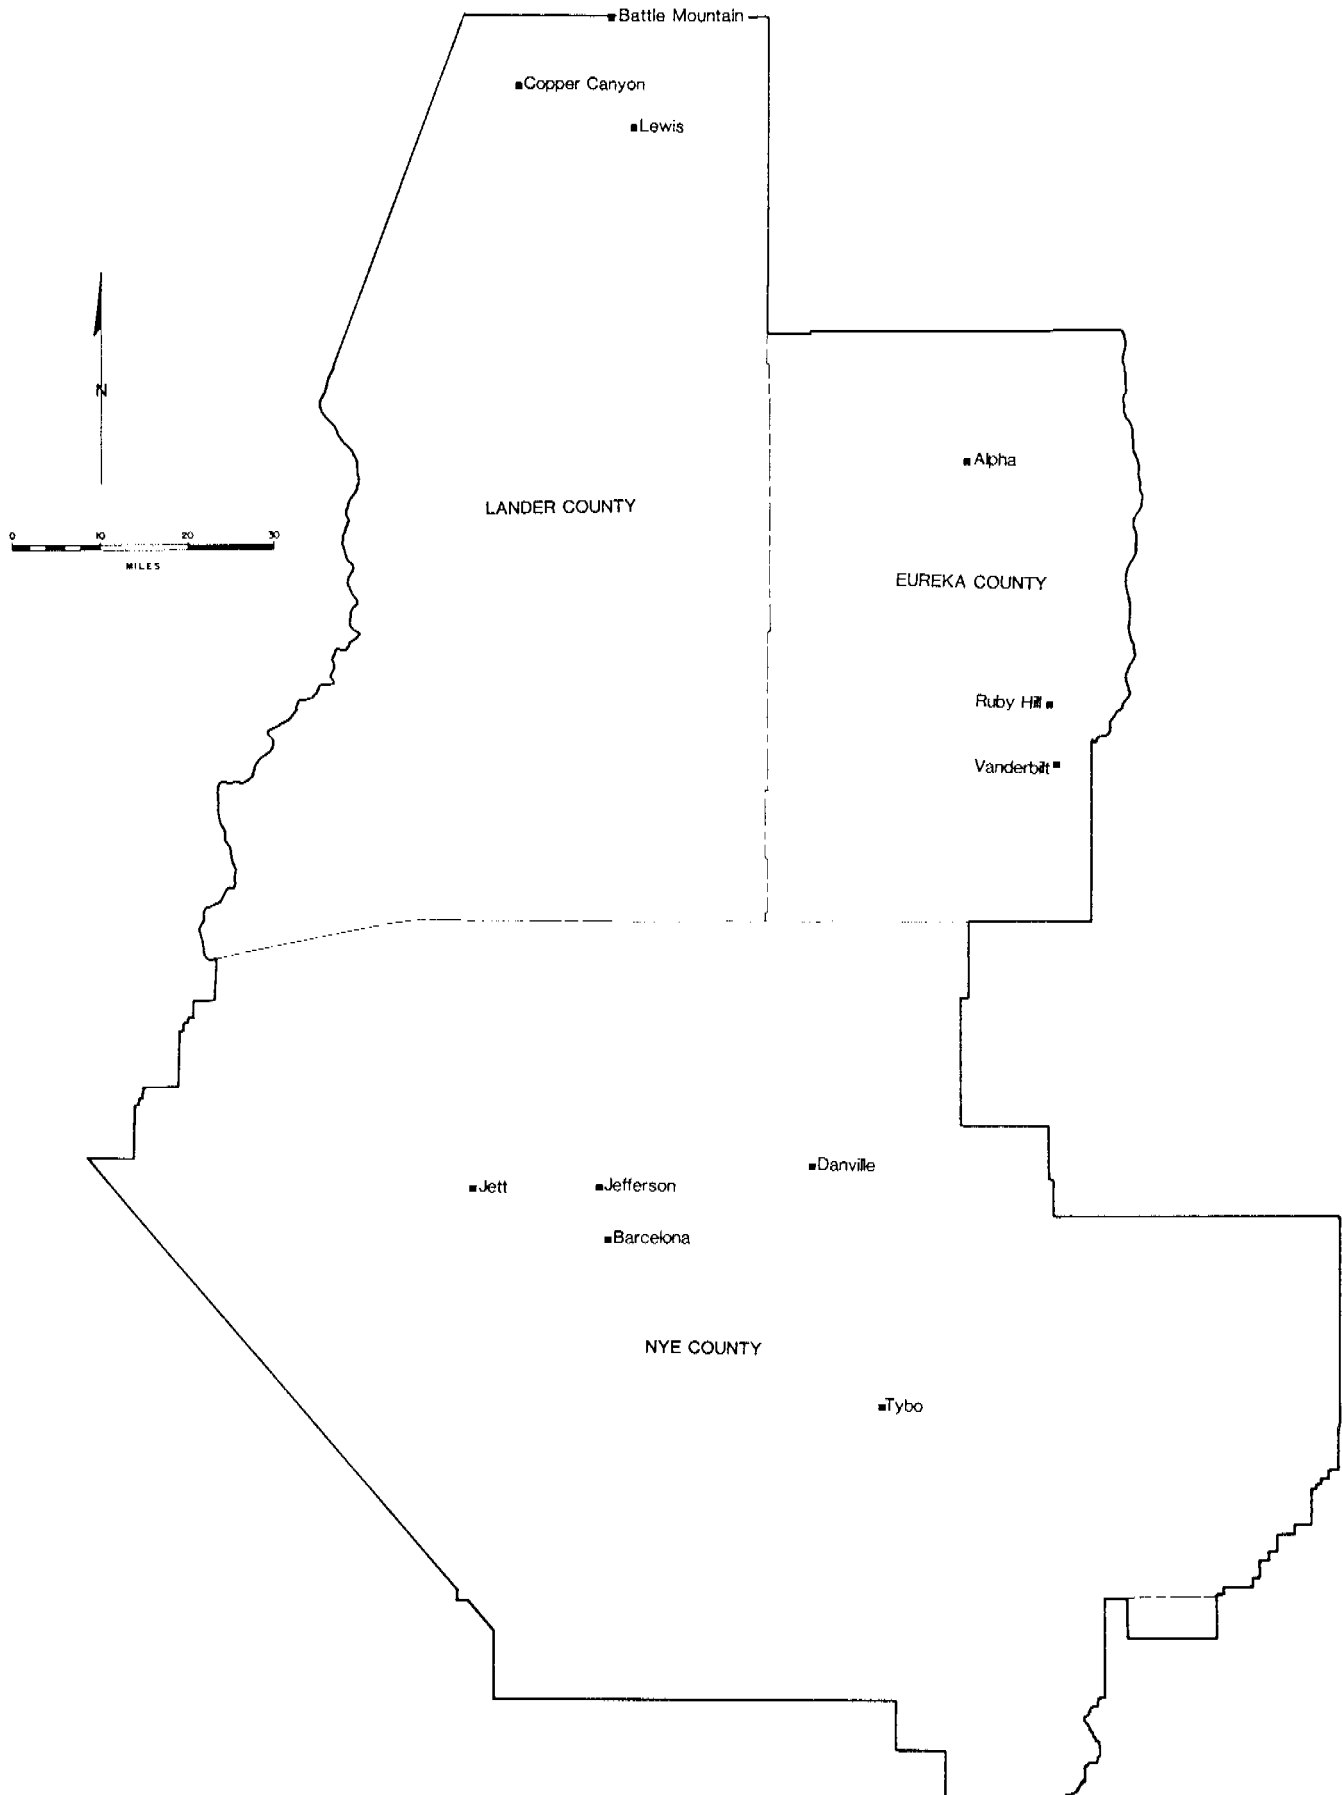 Battle Mountain
Copper Canyon
Lewis
N
Alpha
LANDER COUNTY
0 10 20 30
MILES
EUREKA COUNTY
Ruby Hill
Vanderbilt
Danville
Jett
Jefferson
Barcelona
NYE COUNTY
Tybo